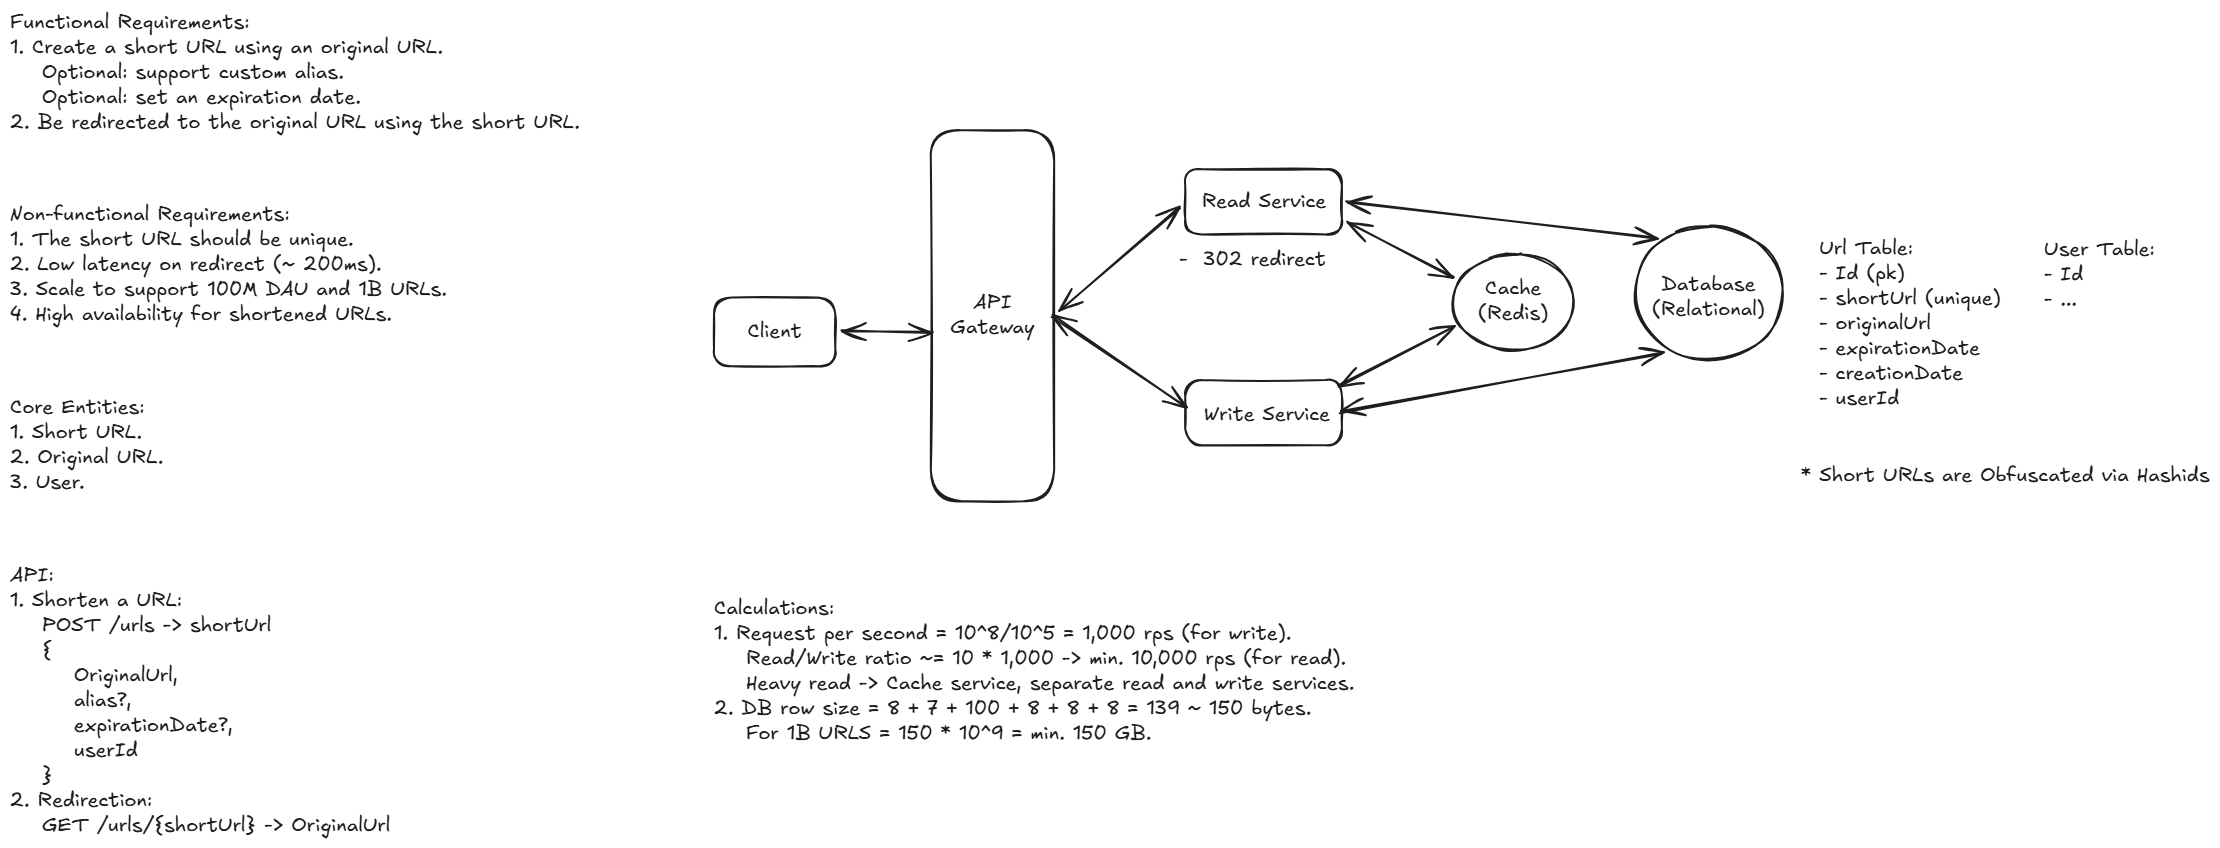 Functional Requirements:
1. Create a short URL using an original URL.
Optional: support custom alias.
Optional: set an expiration date.
2. Be redirected to the original URL using the short URL.
Non-functional Requirements:
1. The short URL should be unique.
2. Low latency on redirect (~ 200ms).
3. Scale to support 100M DAU and 1B URLs.
4. High availability for shortened URLs.
Core Entities:
1. Short URL.
2. Original URL.
3. User.
API:
1. Shorten a URL:
POST /urls -> shortUrl
{
OriginalUrl,
alias?,
expirationDate?,
userId
}
2. Redirection:
GET /urls/{shortUrl} -> OriginalUrl
Client
API
Gateway
Read Service
- 302 redirect
Write Service
Cache
(Redis)
Database
(Relational)
Url Table:
- Id (pk)
- shortUrl (unique)
- originalUrl
- expirationDate
- creationDate
- userId
User Table:
- Id
- ...
* Short URLs are Obfuscated via Hashids
Calculations:
1. Request per second = 10^8/10^5 = 1,000 rps (for write).
Read/Write ratio ~= 10 * 1,000 -> min. 10,000 rps (for read).
Heavy read -> Cache service, separate read and write services.
2. DB row size = 8 + 7 + 100 + 8 + 8 + 8 = 139 ~ 150 bytes.
For 1B URLS = 150 * 10^9 = min. 150 GB.